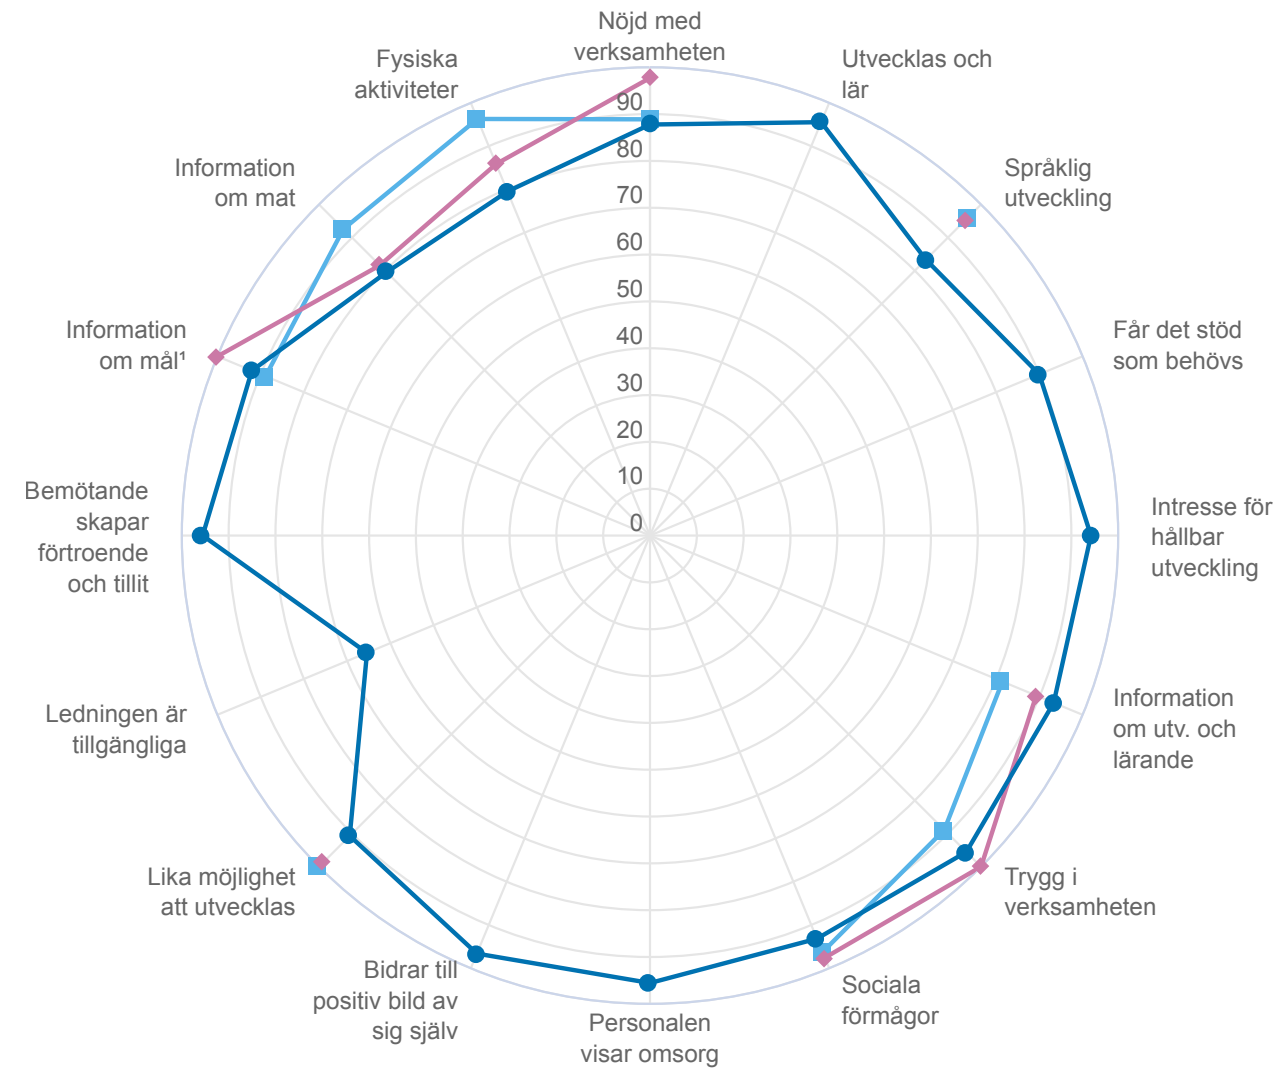 Nöjd med
verksamheten
Utvecklas och
lär
Språklig
utveckling
Får det stöd
som behövs
Intresse för
hållbar
utveckling
Information
om utv. och
lärande
Trygg i
verksamheten
Sociala
förmågor
Personalen
visar omsorg
Bidrar till
positiv bild av
sig själv
Lika möjlighet
att utvecklas
Ledningen är
tillgängliga
Bemötande
skapar
förtroende
och tillit
Information
om mål¹
Information
om mat
Fysiska
aktiviteter
90
80
70
60
50
40
30
20
10
0